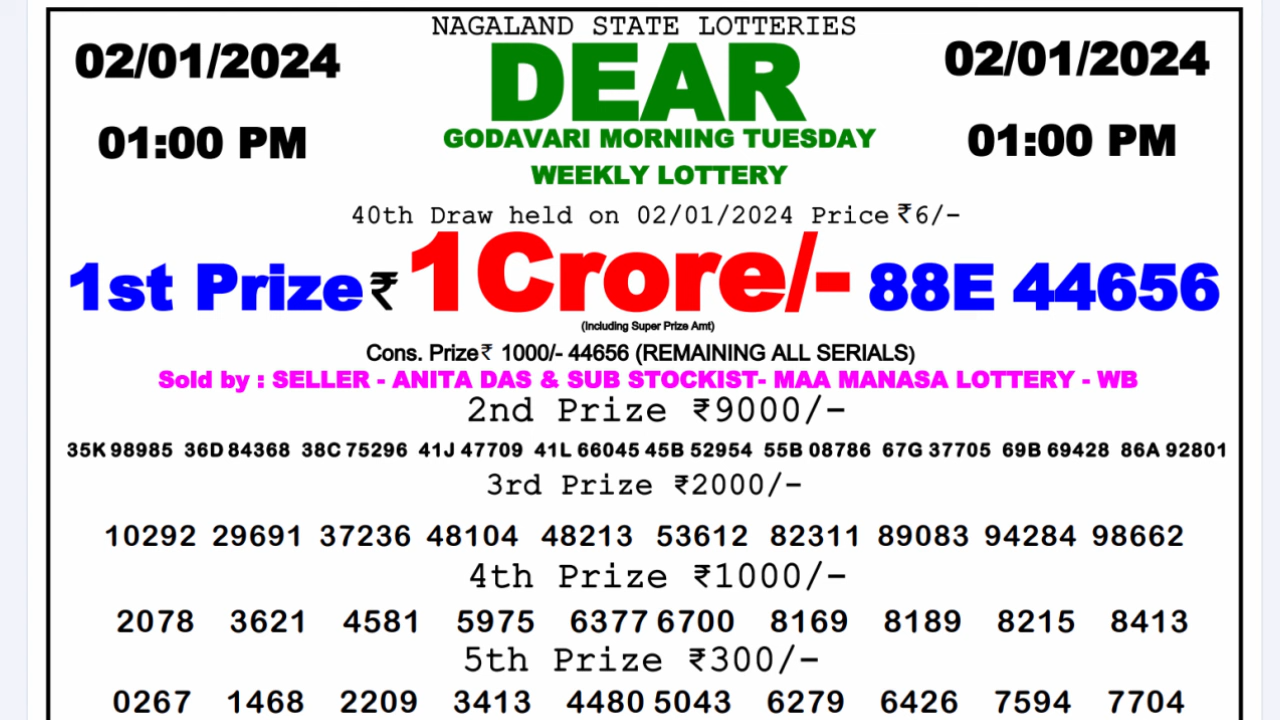 NAGALAND STATE LOTTERIES
02/01/2024 DEAR 02/01/2024
01:00 PM GODAVARI MORNING TUESDAY 01:00 PM
WEEKLY LOTTERY
40th Draw held on 02/01/2024 Price ₹6/-
1st Prize ₹ 1Crore/- 88E 44656
(Including Super Prize Amt)
Cons. Prize₹ 1000/- 44656 (REMAINING ALL SERIALS)
Sold by : SELLER - ANITA DAS & SUB STOCKIST- MAA MANASA LOTTERY - WB
2nd Prize ₹9000/-
35K 98985 36D 84368 38C 75296 41J 47709 41L 66045 45B 52954 55B 08786 67G 37705 69B 69428 86A 92801
3rd Prize ₹2000/-
10292 29691 37236 48104 48213 53612 82311 89083 94284 98662
4th Prize ₹1000/-
2078 3621 4581 5975 6377 6700 8169 8189 8215 8413
5th Prize ₹300/-
0267 1468 2209 3413 4480 5043 6279 6426 7594 7704